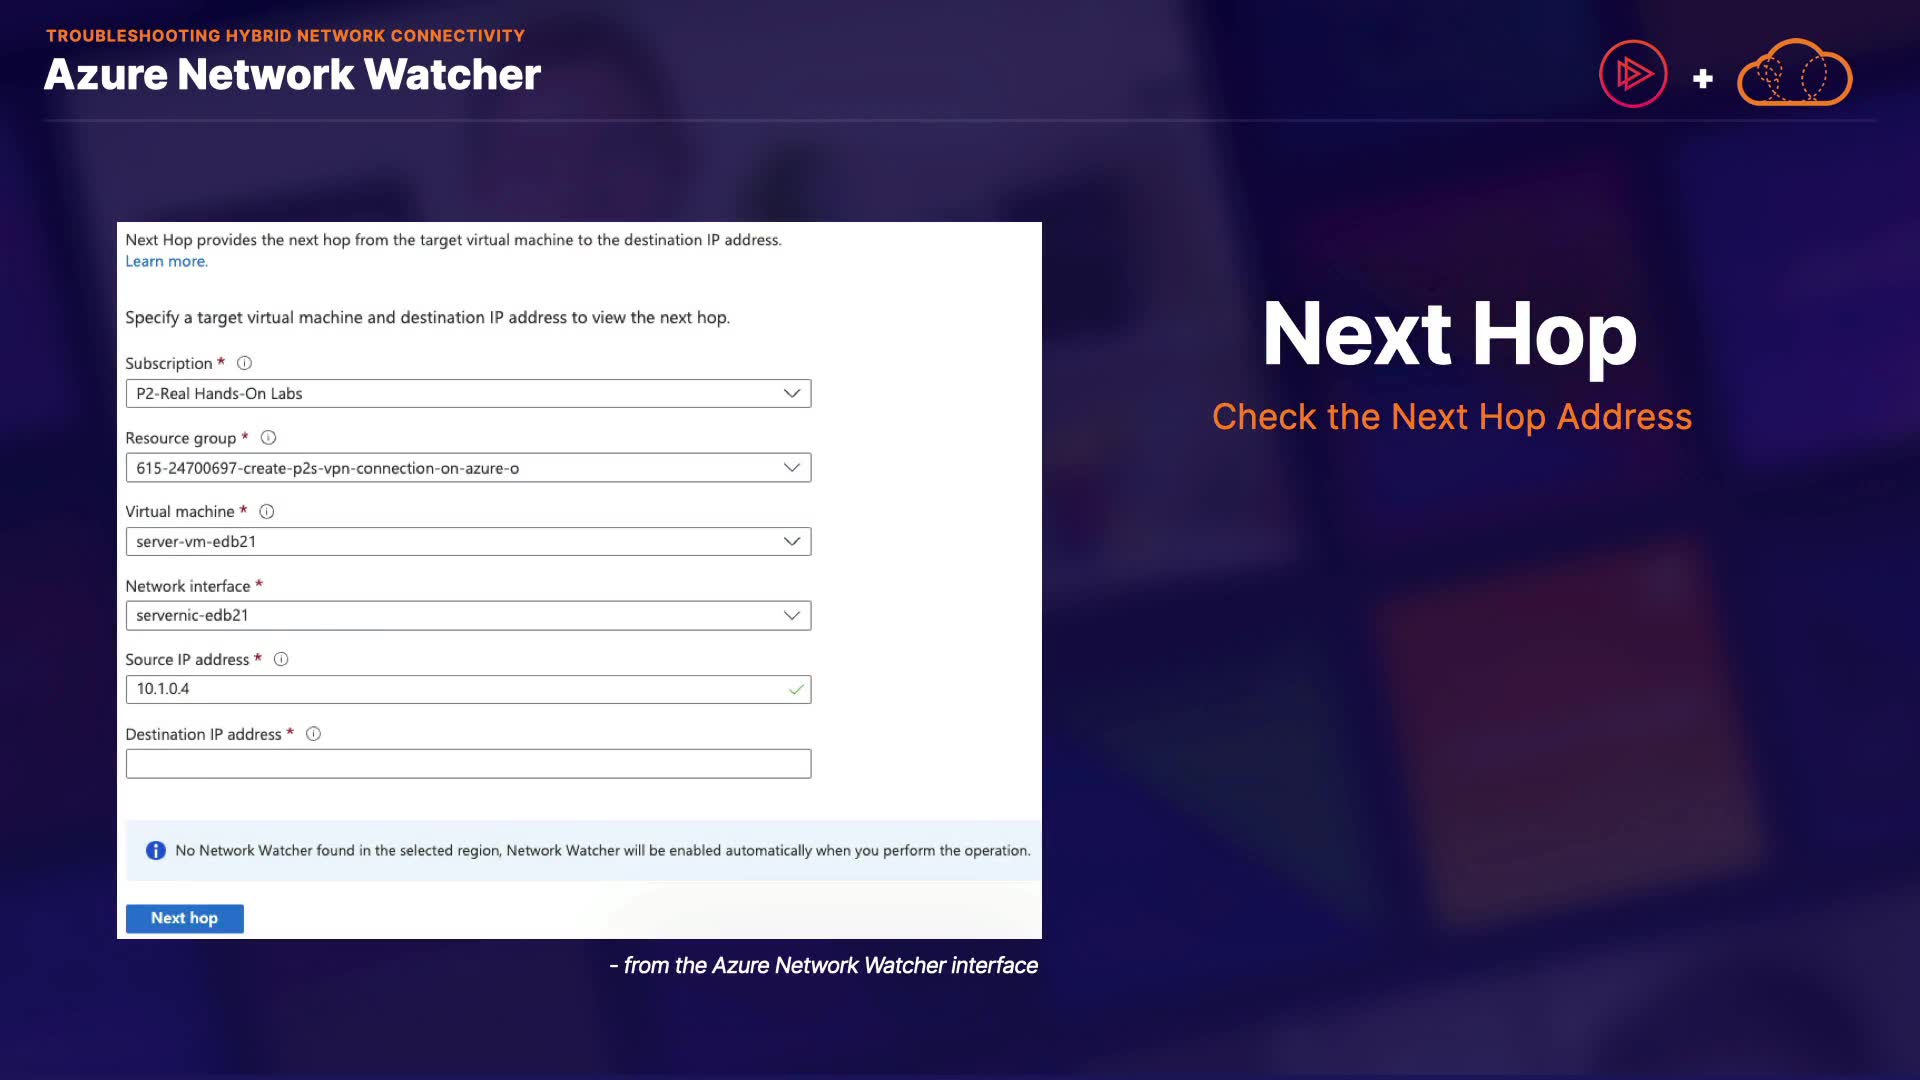 TROUBLESHOOTING HYBRID NETWORK CONNECTIVITY
Azure Network Watcher
+
Next Hop provides the next hop from the target virtual machine to the destination IP address.
Learn more.
Specify a target virtual machine and destination IP address to view the next hop.
Subscription *
P2-Real Hands-On Labs
Resource group *
615-24700697-create-p2s-vpn-connection-on-azure-o
Virtual machine *
server-vm-edb21
Network interface *
servernic-edb21
Source IP address *
10.1.0.4
Destination IP address *
No Network Watcher found in the selected region, Network Watcher will be enabled automatically when you perform the operation.
Next hop
- from the Azure Network Watcher interface
Next Hop
Check the Next Hop Address